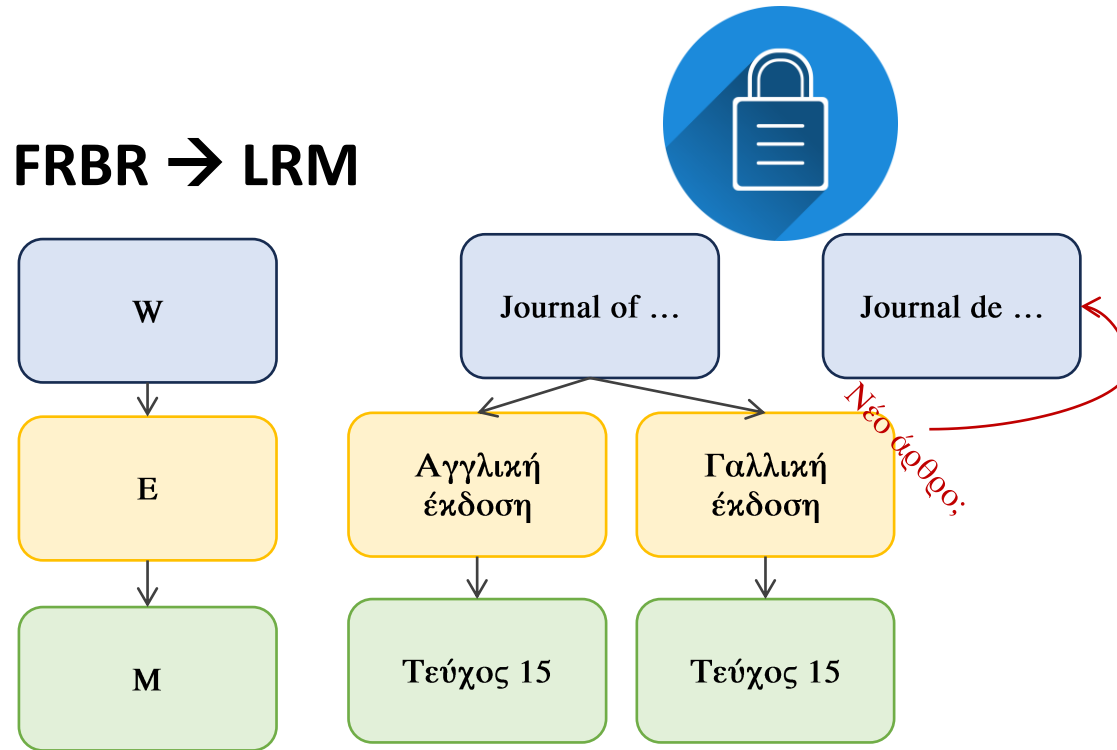 FRBR → LRM
W
Journal of …
Journal de …
Νέο άρθρο;
E
Αγγλική
έκδοση
Γαλλική
έκδοση
M
Τεύχος 15
Τεύχος 15